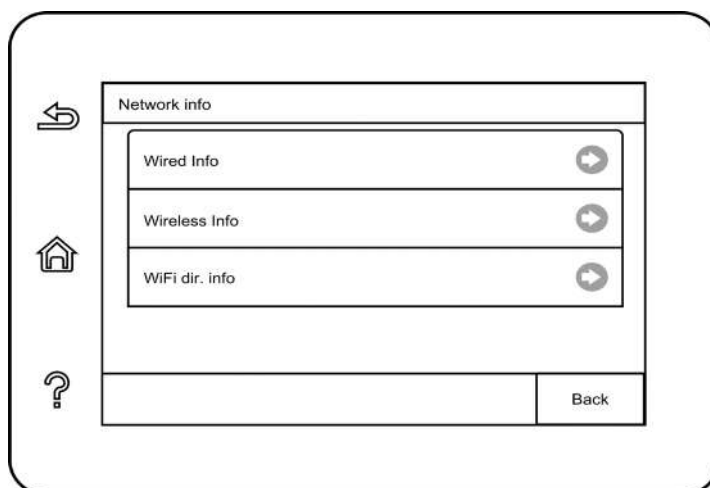 Network info
Wired Info
Wireless Info
WiFi dir. info
Back